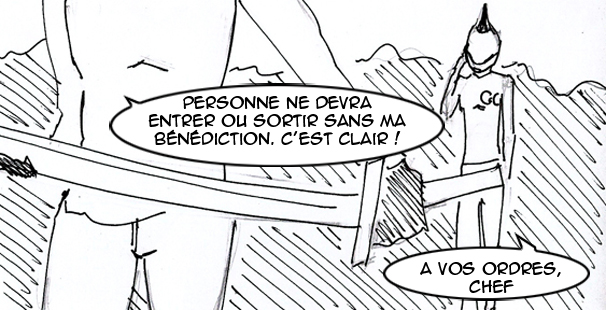 PERSONNE NE DEVRA
ENTRER OU SORTIR SANS MA
BÉNÉDICTION. C'EST CLAIR !
A VOS ORDRES,
CHEF